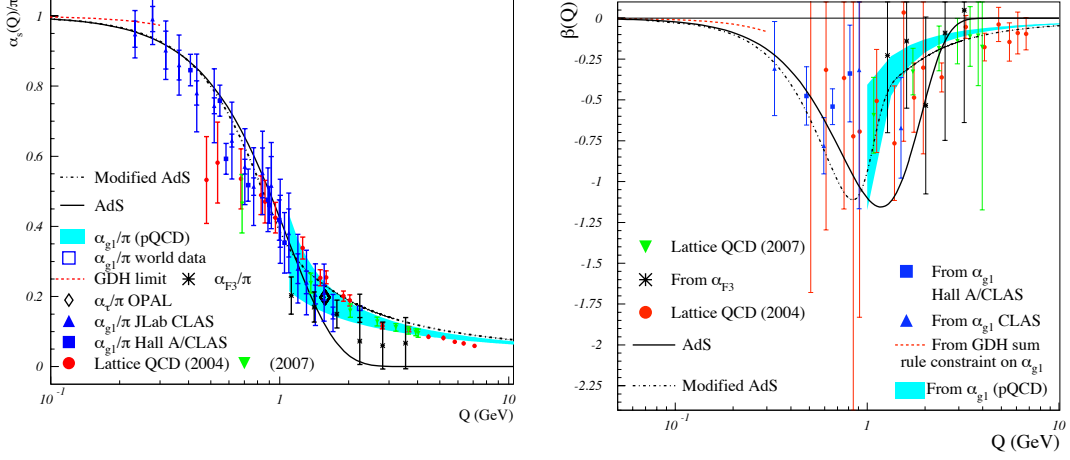 α_s(Q)/π
1
0.8
0.6
0.4
0.2
0
Modified AdS
AdS
α_g1/π (pQCD)
α_g1/π world data
GDH limit α_F3/π
α_τ/π OPAL
α_g1/π JLab CLAS
α_g1/π Hall A/CLAS
Lattice QCD (2004) (2007)
10^-1 1 10
Q (GeV)
β(Q)
0
-0.25
-0.5
-0.75
-1
-1.25
-1.5
-1.75
-2
-2.25
Lattice QCD (2007)
From α_F3
Lattice QCD (2004)
AdS
Modified AdS
From α_g1
Hall A/CLAS
From α_g1 CLAS
From GDH sum
rule constraint on α_g1
From α_g1 (pQCD)
10^-1 1 10
Q (GeV)